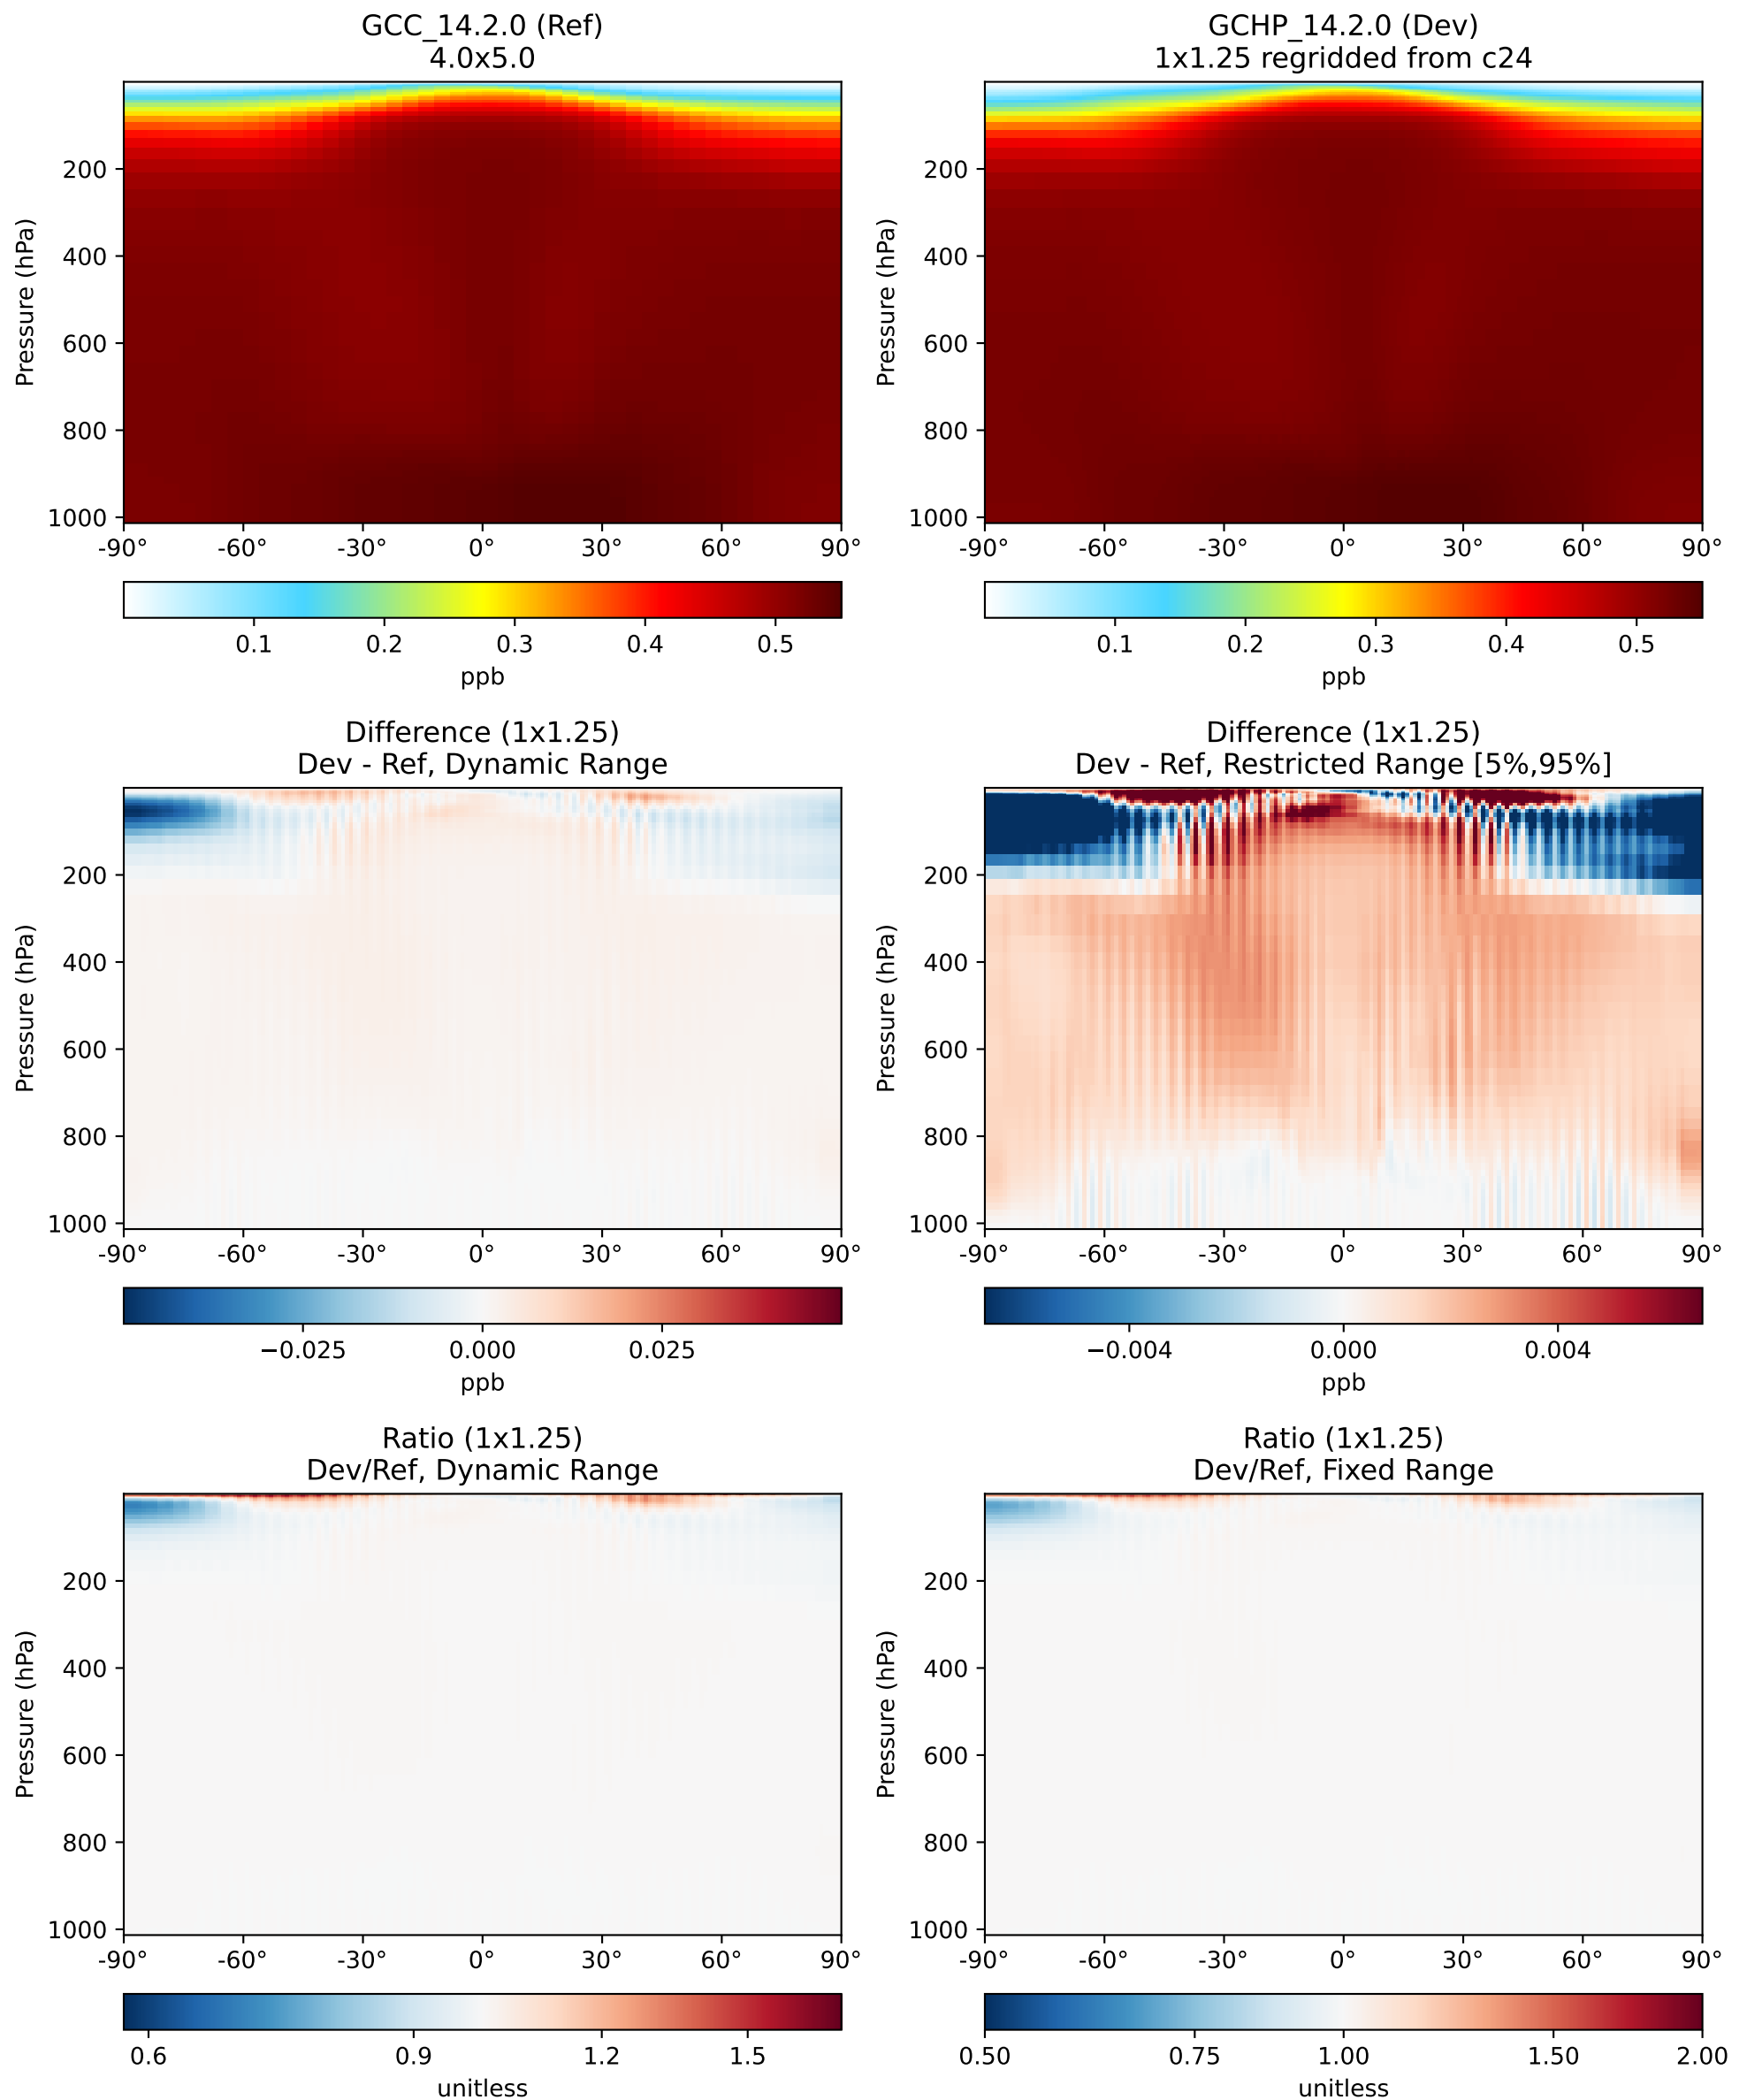 GCC_14.2.0 (Ref)
4.0x5.0
Pressure (hPa)
200
400
600
800
1000
-90° -60° -30° 0° 30° 60° 90°
0.1 0.2 0.3 0.4 0.5
ppb
GCHP_14.2.0 (Dev)
1x1.25 regridded from c24
Pressure (hPa)
200
400
600
800
1000
-90° -60° -30° 0° 30° 60° 90°
0.1 0.2 0.3 0.4 0.5
ppb
Difference (1x1.25)
Dev - Ref, Dynamic Range
Pressure (hPa)
200
400
600
800
1000
-90° -60° -30° 0° 30° 60° 90°
−0.025 0.000 0.025
ppb
Difference (1x1.25)
Dev - Ref, Restricted Range [5%,95%]
Pressure (hPa)
200
400
600
800
1000
-90° -60° -30° 0° 30° 60° 90°
−0.004 0.000 0.004
ppb
Ratio (1x1.25)
Dev/Ref, Dynamic Range
Pressure (hPa)
200
400
600
800
1000
-90° -60° -30° 0° 30° 60° 90°
0.6 0.9 1.2 1.5
unitless
Ratio (1x1.25)
Dev/Ref, Fixed Range
Pressure (hPa)
200
400
600
800
1000
-90° -60° -30° 0° 30° 60° 90°
0.50 0.75 1.00 1.50 2.00
unitless